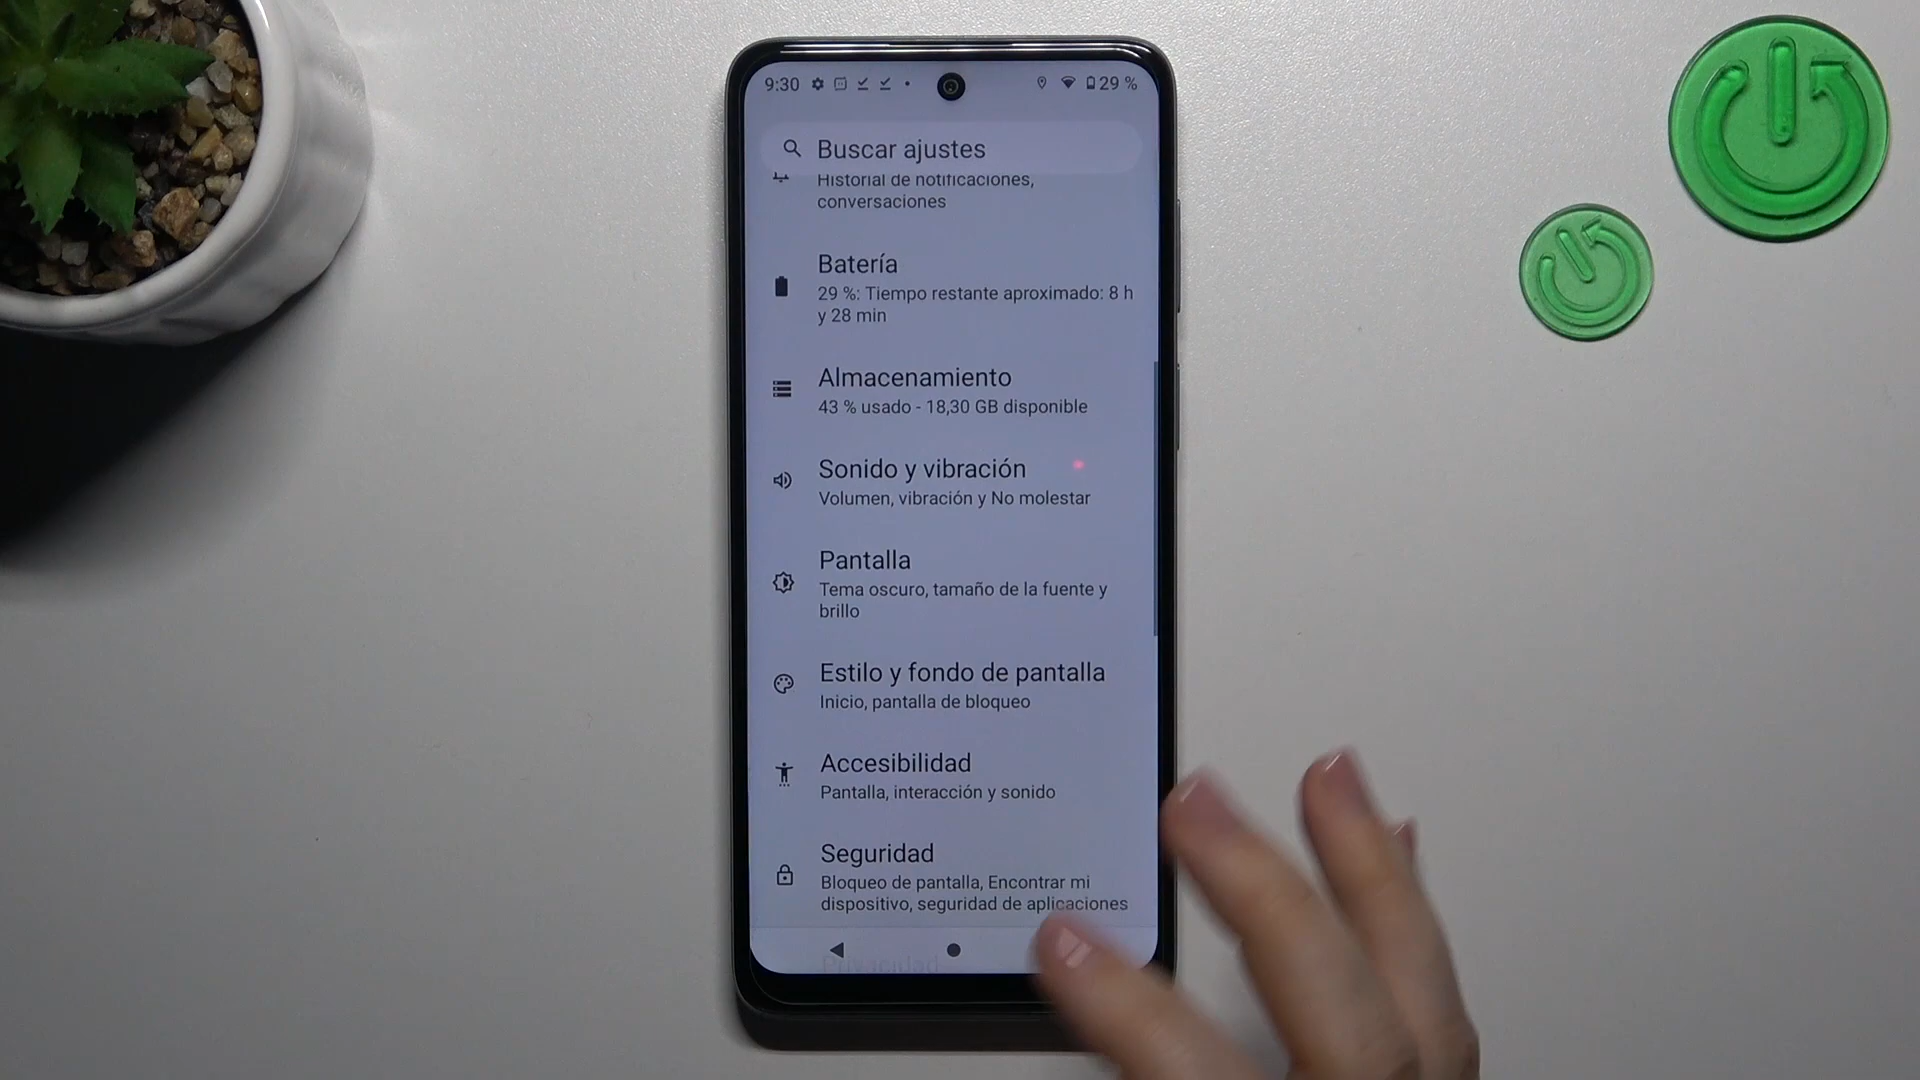 9:30
29 %
Buscar ajustes
Historial de notificaciones,
conversaciones
Batería
29 %: Tiempo restante aproximado: 8 h
y 28 min
Almacenamiento
43 % usado - 18,30 GB disponible
Sonido y vibración
Volumen, vibración y No molestar
Pantalla
Tema oscuro, tamaño de la fuente y
brillo
Estilo y fondo de pantalla
Inicio, pantalla de bloqueo
Accesibilidad
Pantalla, interacción y sonido
Seguridad
Bloqueo de pantalla, Encontrar mi
dispositivo, seguridad de aplicaciones
Privacidad